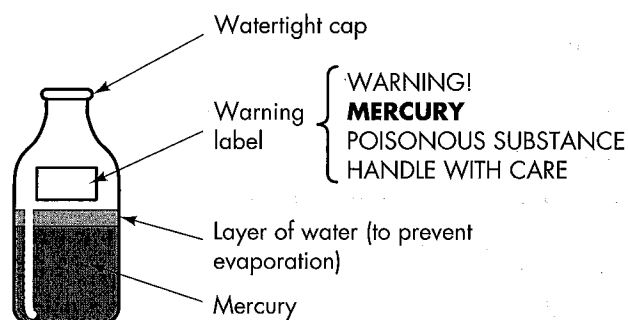 Watertight cap
Warning
label
WARNING!
MERCURY
POISONOUS SUBSTANCE
HANDLE WITH CARE
Layer of water (to prevent
evaporation)
Mercury